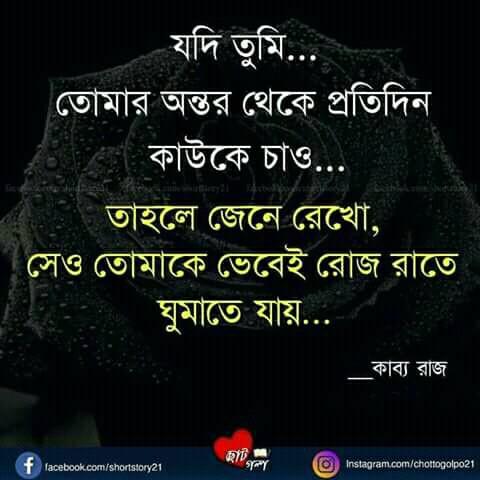 যদি তুমি...
তোমার অন্তর থেকে প্রতিদিন
কাউকে চাও...
তাহলে জেনে রেখো,
সেও তোমাকে ভেবেই রোজ রাতে
ঘুমাতে যায়...
__কাব্য রাজ
facebook.com/shortstory21
ছোট গল্প
Instagram.com/chottogolpo21